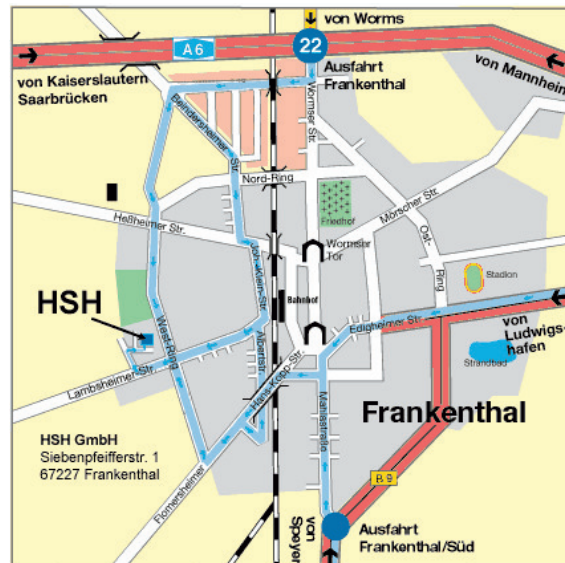 von Worms
A6
22
Ausfahrt
Frankenthal
von Kaiserslautern
Saarbrücken
von Mannheim
Wormser Str.
Beindersheimer Str.
Nord-Ring
Friedhof
Mörscher Str.
Heßheimer Str.
Wormser
Tor
Ost-
Ring
Joh.-Klein-Str.
Stadion
HSH
Bahnhof
West-Ring
Albertstr.
Edigheimer Str.
von
Ludwigs-
hafen
Strandbad
Lambsheimer-Str.
Hans-Kopp-Str.
Mahlastraße
Frankenthal
HSH GmbH
Siebenpfeifferstr. 1
67227 Frankenthal
Flomersheimer
B 9
von
Speyer
Ausfahrt
Frankenthal/Süd